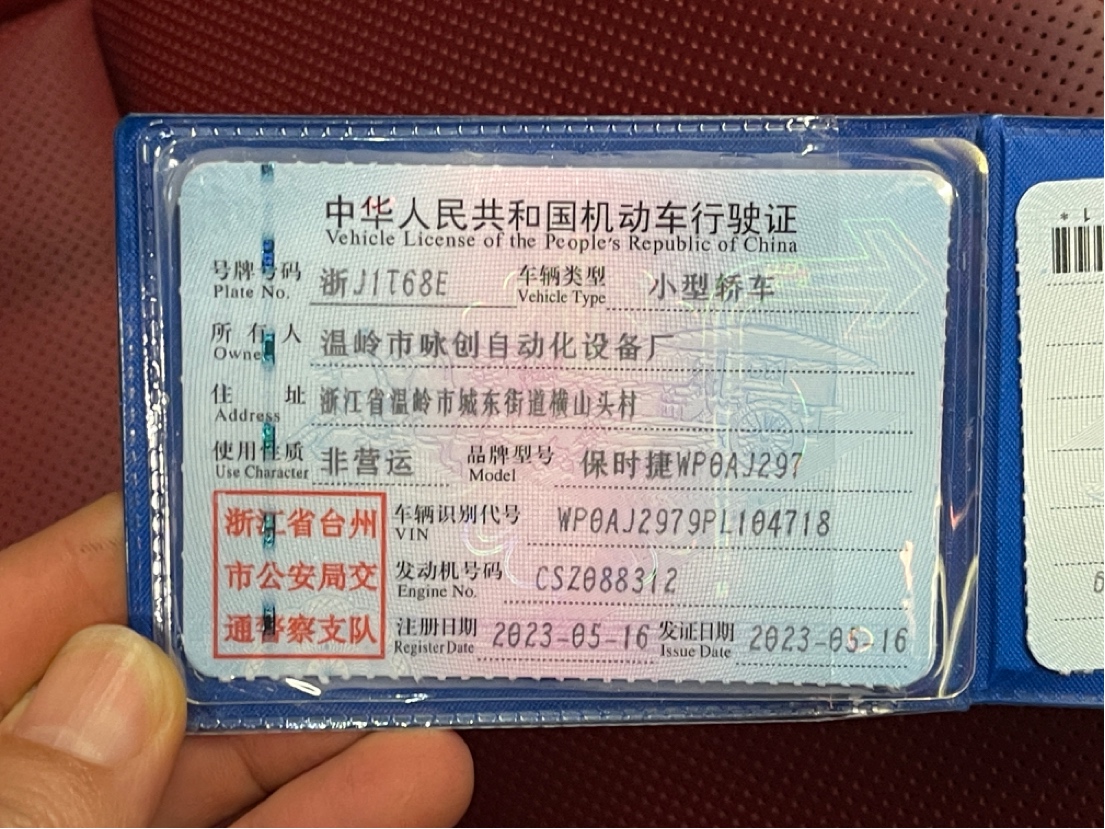 中华人民共和国机动车行驶证
Vehicle License of the People's Republic of China
号牌号码 浙J1T68E 车辆类型 小型轿车
Plate No. Vehicle Type
所有人 温岭市咏创自动化设备厂
Owner
住址 浙江省温岭市城东街道横山头村
Address
使用性质 非营运 品牌型号 保时捷WP0AJ297
Use Character Model
浙江省台州
市公安局交
通警察支队
车辆识别代号 WP0AJ2979PL104718
VIN
发动机号码 CSZ088312
Engine No.
注册日期 2023-05-16 发证日期 2023-05-16
Register Date Issue Date